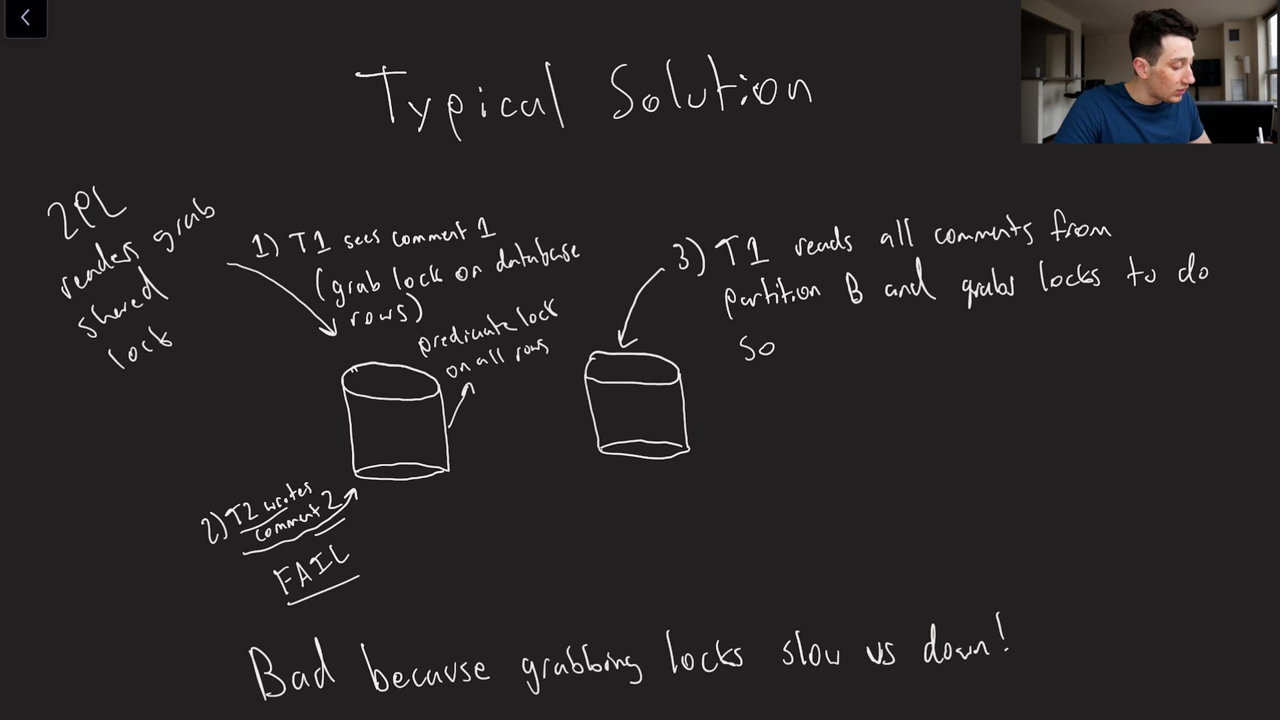 Typical Solution
2PL
readers grab
shared
lock
1) T1 sees comment 1
(grab lock on database
rows)
predicate lock
on all rows
2) T2 writes
comment 2
FAIL
3) T1 reads all comments from
partition B and grabs locks to do
so
Bad because grabbing locks slow us down!